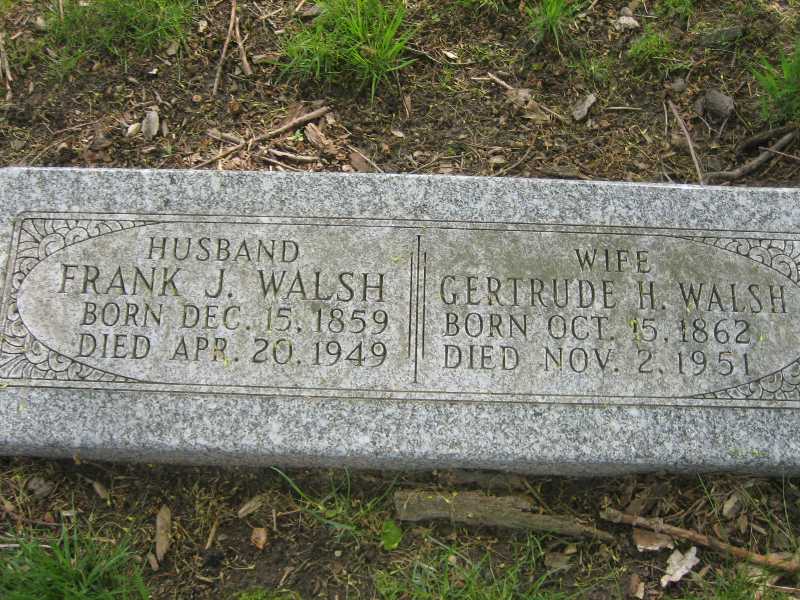 HUSBAND
FRANK J. WALSH
BORN DEC. 15, 1859
DIED APR. 20, 1949
WIFE
GERTRUDE H. WALSH
BORN OCT. 15, 1862
DIED NOV. 2, 1951